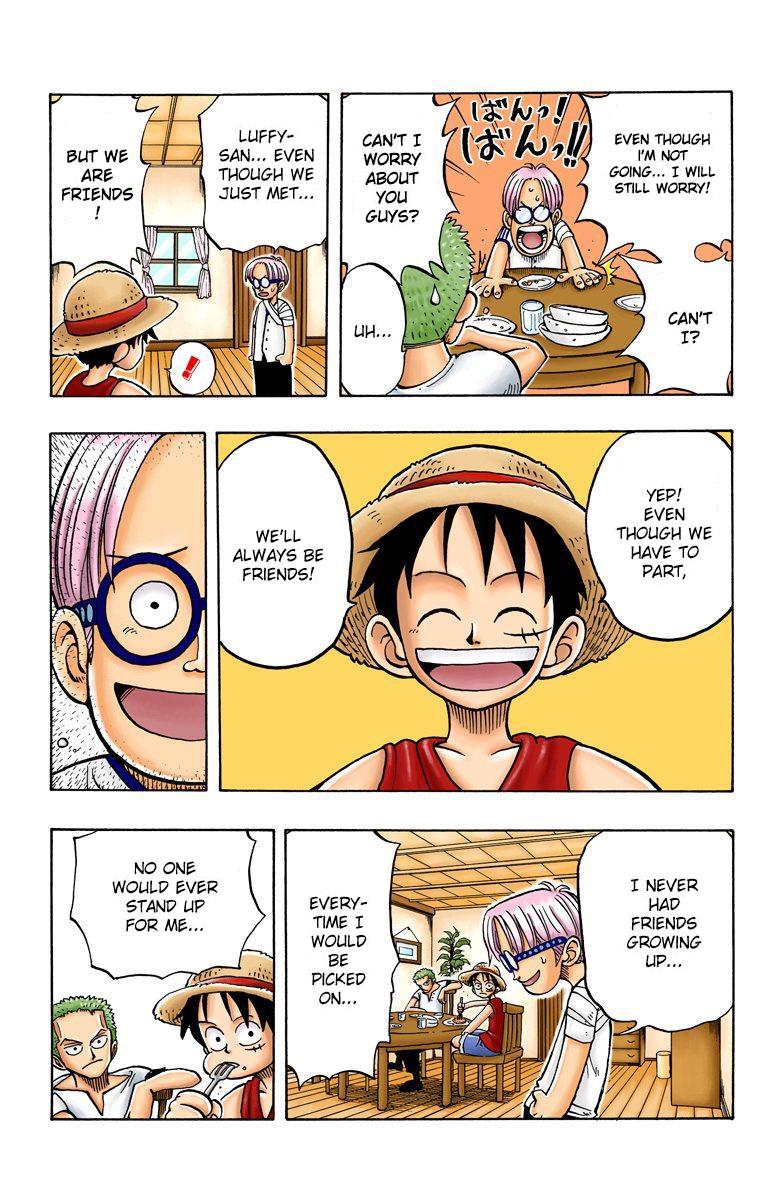 ばんっ!
ばんっ!!
EVEN THOUGH
I'M NOT
GOING... I WILL
STILL WORRY!
CAN'T
I?
CAN'T I
WORRY
ABOUT
YOU
GUYS?
UH...
LUFFY-
SAN... EVEN
THOUGH WE
JUST MET...
BUT WE
ARE
FRIENDS
!
!
YEP!
EVEN
THOUGH WE
HAVE TO
PART,
WE'LL
ALWAYS BE
FRIENDS!
I NEVER
HAD
FRIENDS
GROWING
UP...
EVERY-
TIME I
WOULD
BE
PICKED
ON...
NO ONE
WOULD EVER
STAND UP
FOR ME...